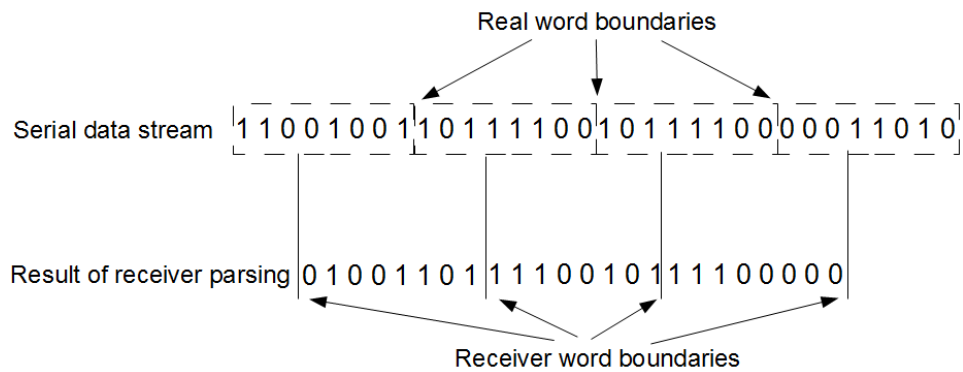 Real word boundaries
Serial data stream 1 1 0 0 1 0 0 1 1 0 1 1 1 1 0 0 1 0 1 1 1 1 0 0 0 0 0 1 1 0 1 0
Result of receiver parsing 0 1 0 0 1 1 0 1 1 1 1 0 0 1 0 1 1 1 1 0 0 0 0 0
Receiver word boundaries